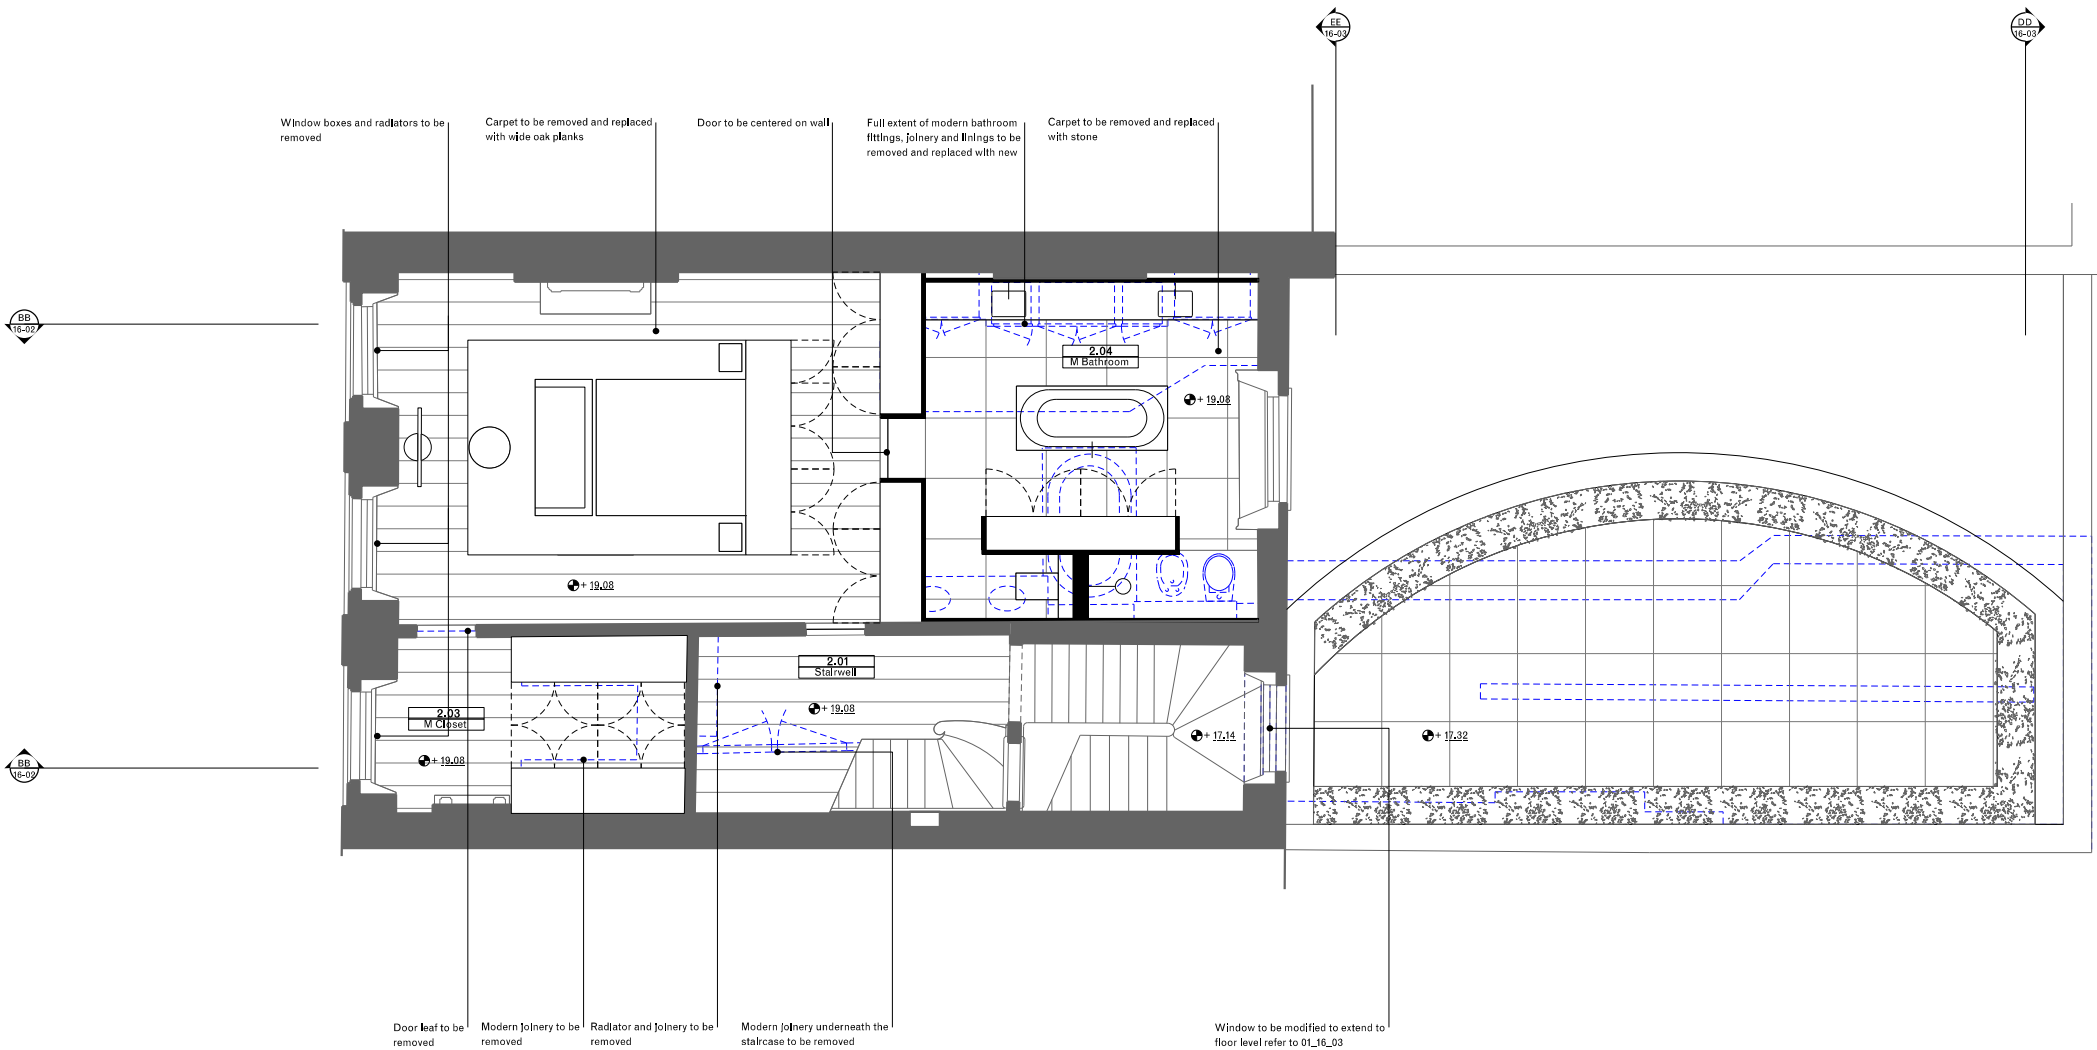 EE
16-03
DD
16-03
Window boxes and radiators to be
removed
Carpet to be removed and replaced
with wide oak planks
Door to be centered on wall
Full extent of modern bathroom
fittings, joinery and linings to be
removed and replaced with new
Carpet to be removed and replaced
with stone
BB
16-02
2.04
M Bathroom
+ 19.08
+ 19.08
2.01
Stairwell
+ 19.08
2.03
M Closet
+ 19.08
+ 17.14
+ 17.32
BB
16-02
Door leaf to be
removed
Modern joinery to be
removed
Radiator and joinery to be
removed
Modern joinery underneath the
staircase to be removed
Window to be modified to extend to
floor level refer to 01_16_03